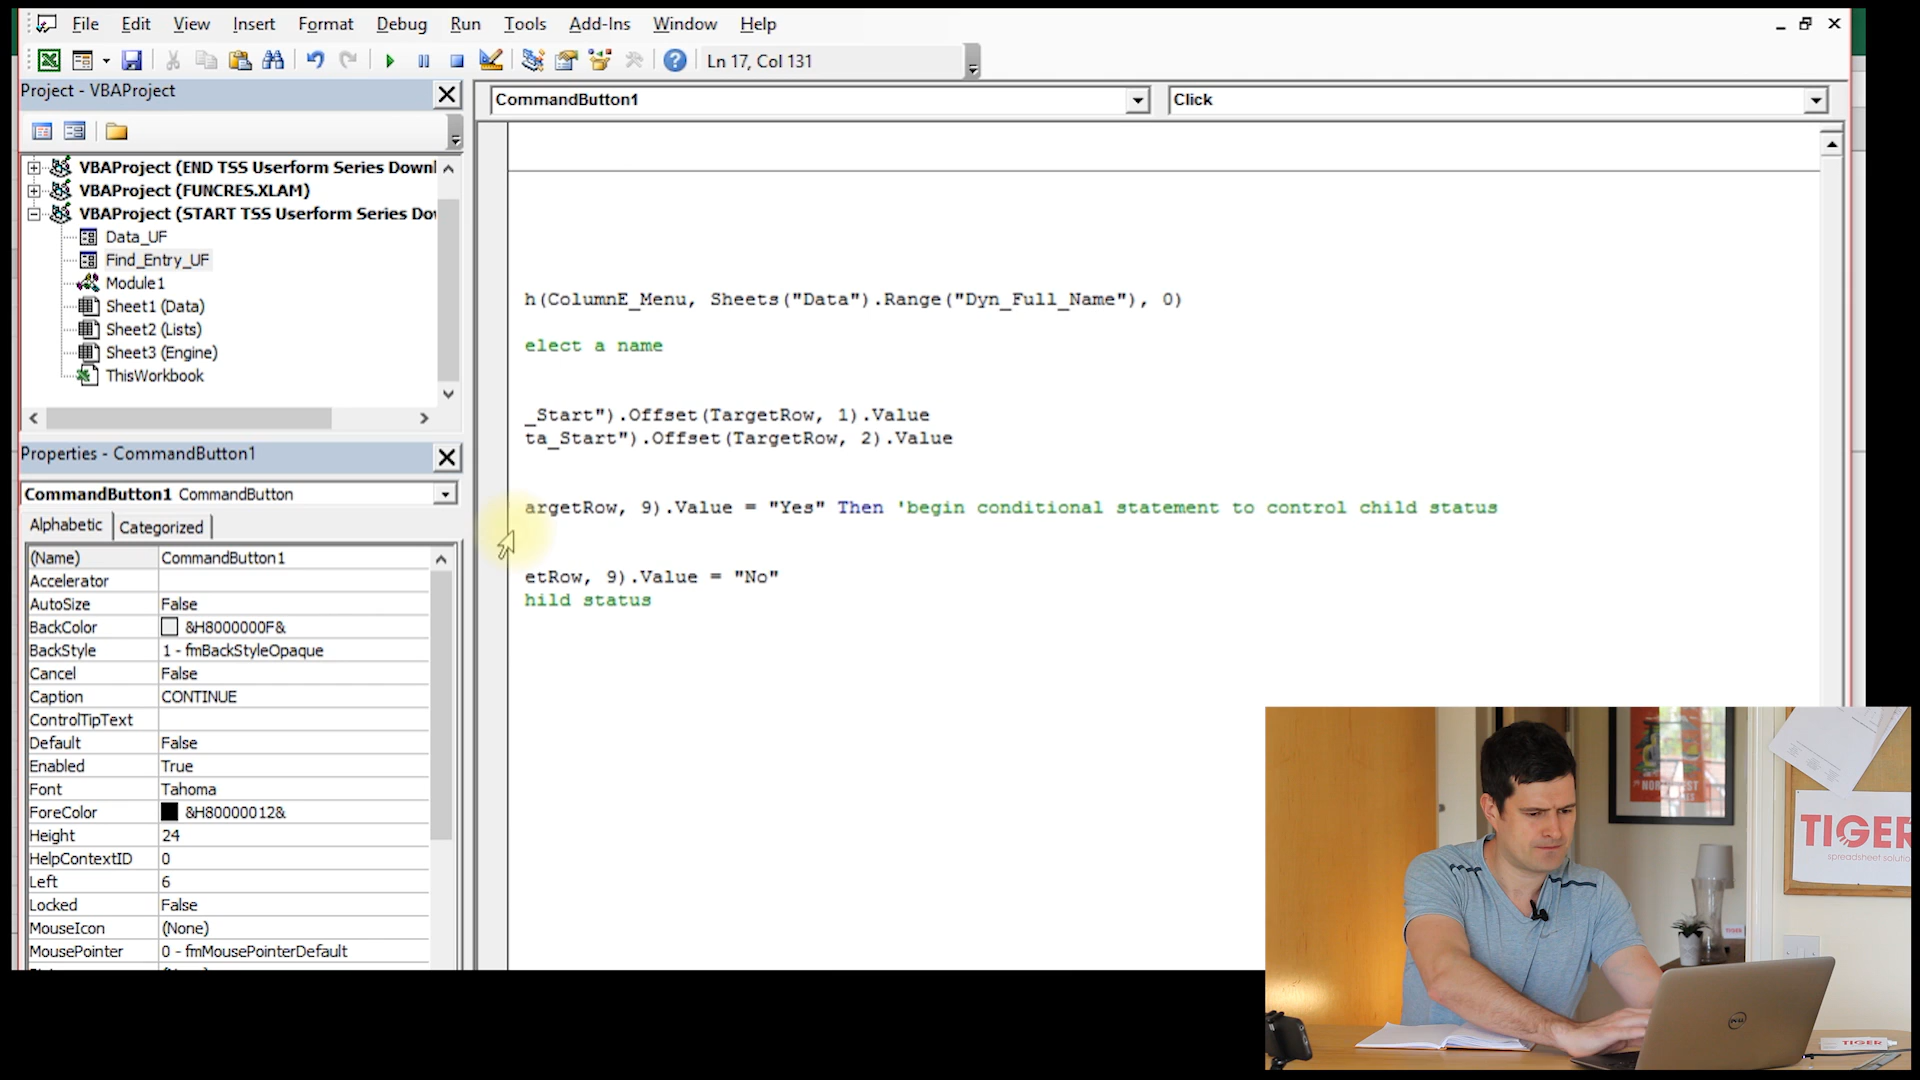 File Edit View Insert Format Debug Run Tools Add-Ins Window Help
Ln 17, Col 131
Project - VBAProject
VBAProject (END TSS Userform Series Downl
VBAProject (FUNCRES.XLAM)
VBAProject (START TSS Userform Series Do
Data_UF
Find_Entry_UF
Module1
Sheet1 (Data)
Sheet2 (Lists)
Sheet3 (Engine)
ThisWorkbook
Properties - CommandButton1
CommandButton1 CommandButton
Alphabetic Categorized
(Name) CommandButton1
Accelerator
AutoSize False
BackColor &H8000000F&
BackStyle 1 - fmBackStyleOpaque
Cancel False
Caption CONTINUE
ControlTipText
Default False
Enabled True
Font Tahoma
ForeColor &H80000012&
Height 24
HelpContextID 0
Left 6
Locked False
MouseIcon (None)
MousePointer 0 - fmMousePointerDefault
CommandButton1 Click
h(ColumnE_Menu, Sheets("Data").Range("Dyn_Full_Name"), 0)
elect a name
_Start").Offset(TargetRow, 1).Value
ta_Start").Offset(TargetRow, 2).Value
argetRow, 9).Value = "Yes" Then 'begin conditional statement to control child status
etRow, 9).Value = "No"
hild status
TIGER
spreadsheet soluti
DELL
TIGER